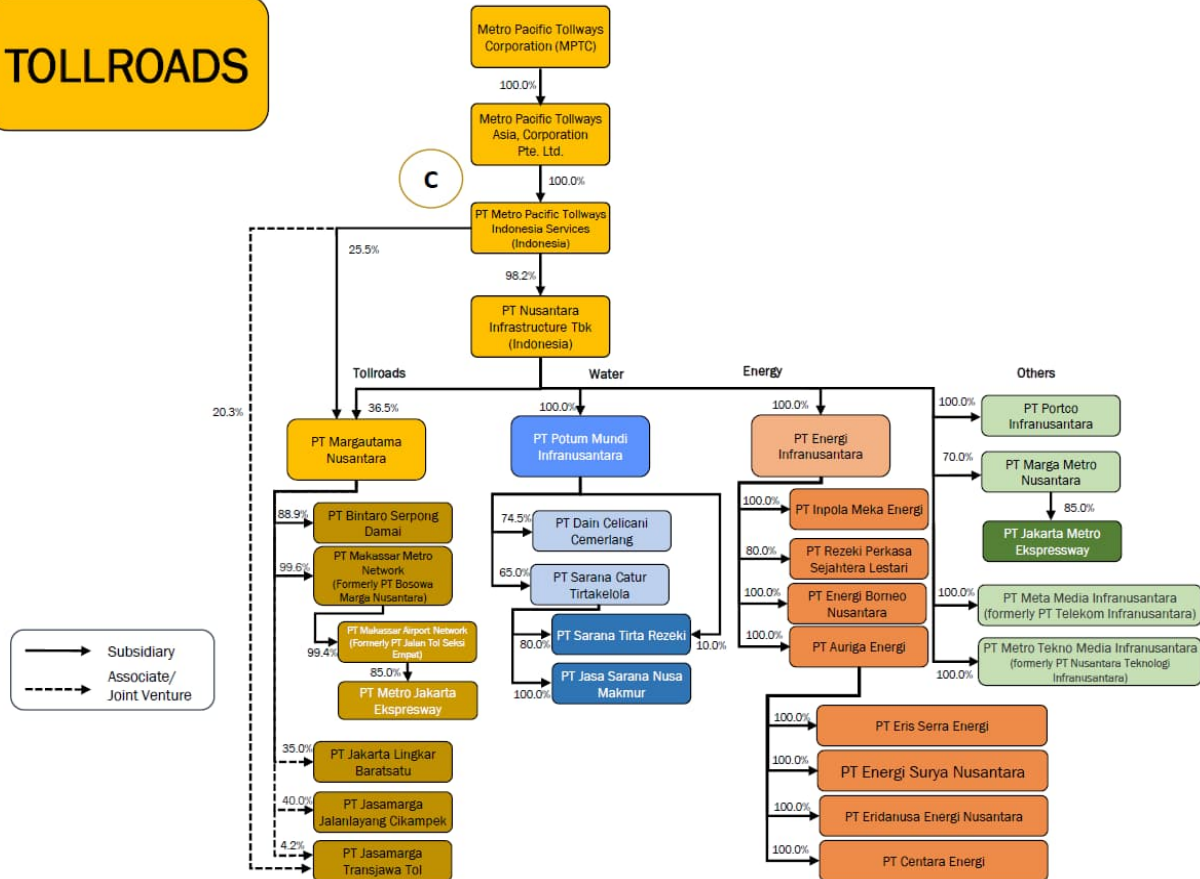 TOLLROADS
Metro Pacific Tollways
Corporation (MPTC)
100.0%
Metro Pacific Tollways
Asia, Corporation
Pte. Ltd.
C
100.0%
PT Metro Pacific Tollways
Indonesia Services
(Indonesia)
25.5%
98.2%
PT Nusantara
Infrastructure Tbk
(Indonesia)
Tollroads
Water
Energy
Others
20.3%
36.5%
100.0%
100.0%
PT Margautama
Nusantara
88.9%
PT Bintaro Serpong
Damai
99.6%
PT Makassar Metro
Network
(Formerly PT Bosowa
Marga Nusantara)
99.4%
PT Makassar Airport Network
(Formerly PT Jalan Tol Seksi
Empat)
85.0%
PT Metro Jakarta
Ekspresway
35.0%
PT Jakarta Lingkar
Baratsatu
40.0%
PT Jasamarga
Jalanlayang Cikampek
4.2%
PT Jasamarga
Transjawa Tol
PT Potum Mundi
Infranusantara
74.5%
PT Dain Celicani
Cemerlang
65.0%
PT Sarana Catur
Tirtakelola
80.0%
PT Sarana Tirta Rezeki
10.0%
100.0%
PT Jasa Sarana Nusa
Makmur
PT Energi
Infranusantara
100.0%
PT Inpola Meka Energi
80.0%
PT Rezeki Perkasa
Sejahtera Lestari
100.0%
PT Energi Borneo
Nusantara
100.0%
PT Auriga Energi
100.0%
PT Eris Serra Energi
100.0%
PT Energi Surya Nusantara
100.0%
PT Eridanusa Energi Nusantara
100.0%
PT Centara Energi
100.0%
PT Portco
Infranusantara
70.0%
PT Marga Metro
Nusantara
85.0%
PT Jakarta Metro
Ekspressway
100.0%
PT Meta Media Infranusantara
(formerly PT Telekom Infranusantara)
100.0%
PT Metro Tekno Media Infranusantara
(formerly PT Nusantara Teknologi
Infranusantara)
Subsidiary
Associate/
Joint Venture